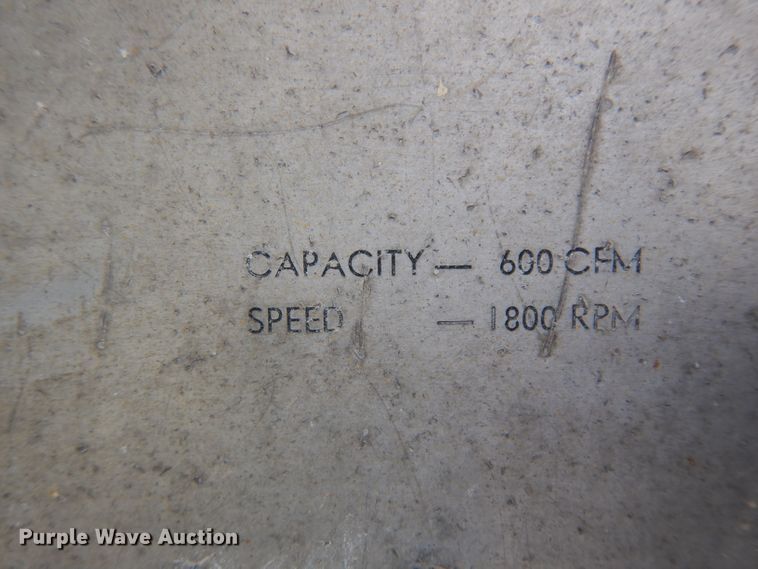 CAPACITY — 600 CFM
SPEED — 1800 RPM
Purple Wave Auction